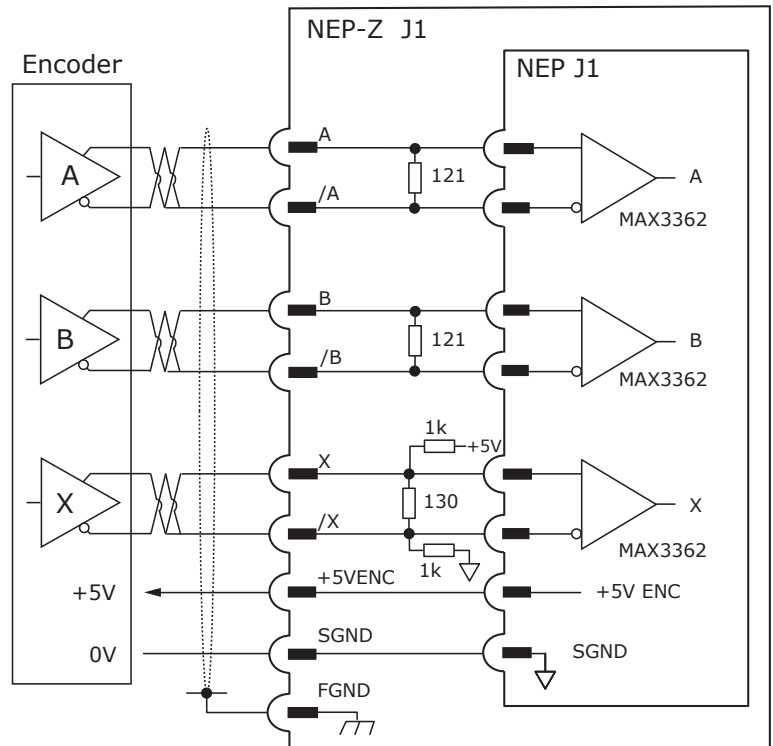 NEP-Z J1
Encoder
NEP J1
A
A
121
/A
A
MAX3362
B
B
121
/B
B
MAX3362
1k
+5V
X
X
130
/X
X
MAX3362
1k
+5V
+5VENC
+5V ENC
0V
SGND
SGND
FGND